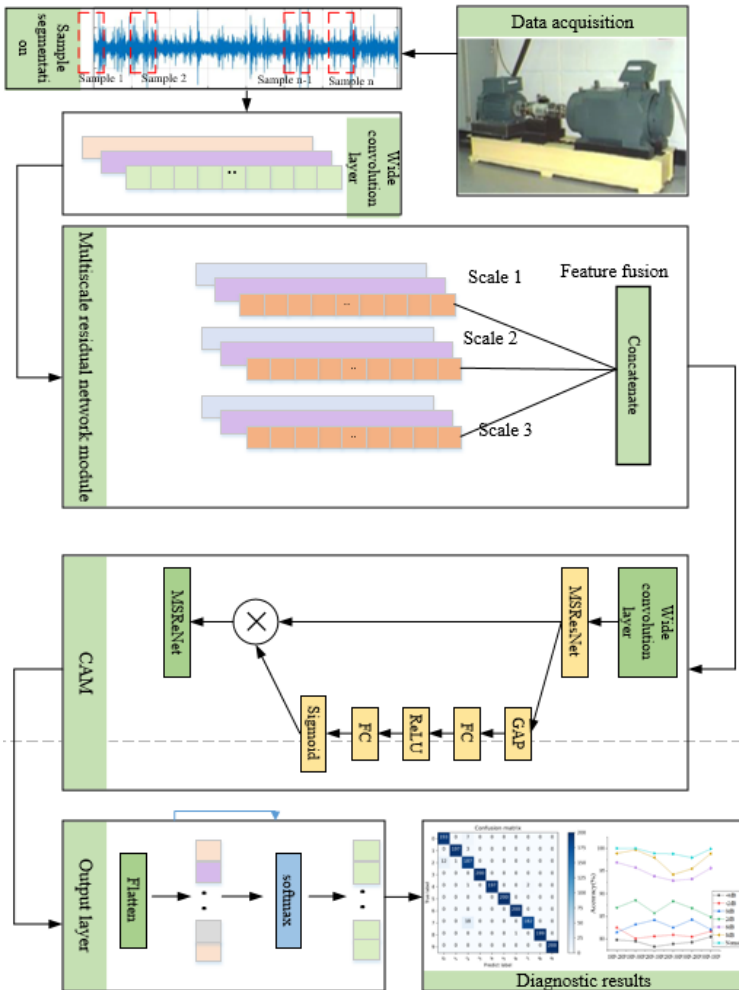 Data acquisition
Sample
segmentati
on
Sample 1
Sample 2
Sample n-1
Sample n
Wide
convolution
layer
Multiscale residual network module
Scale 1
Scale 2
Scale 3
Feature fusion
Concatenate
CAM
Wide
convolution
layer
MSResNet
MSReNet
GAP
FC
ReLU
FC
Sigmoid
Output layer
Flatten
softmax
Confusion matrix
Predict label
Diagnostic results